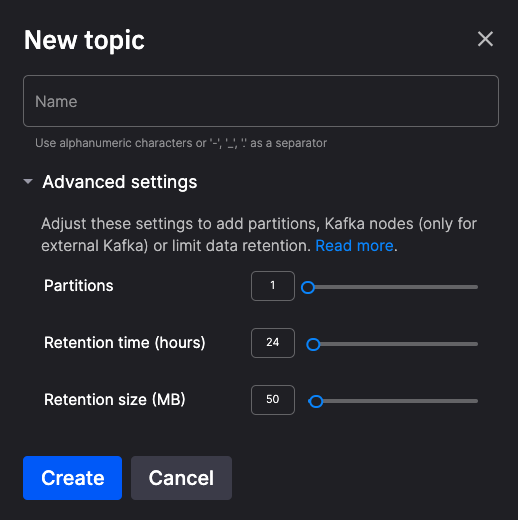 New topic
Name
Use alphanumeric characters or '-', '_', '.' as a separator
Advanced settings
Adjust these settings to add partitions, Kafka nodes (only for
external Kafka) or limit data retention. Read more.
Partitions 1
Retention time (hours) 24
Retention size (MB) 50
Create Cancel